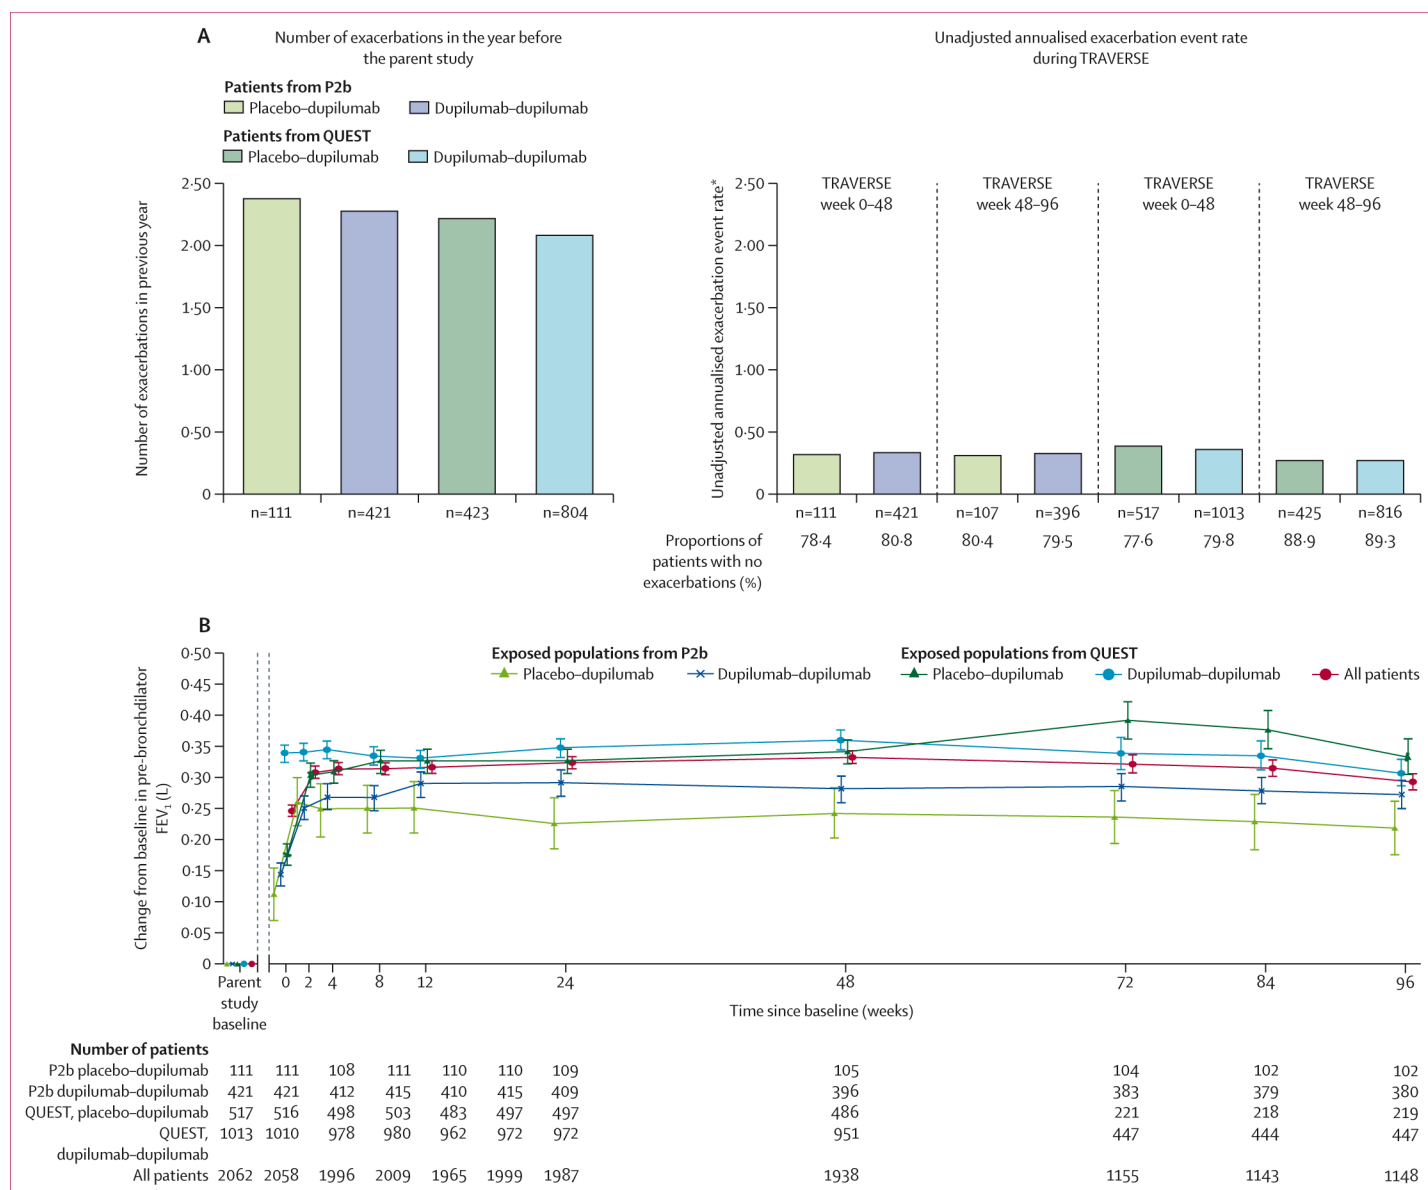 A
Number of exacerbations in the year before
the parent study
Patients from P2b
Placebo–dupilumab
Dupilumab–dupilumab
Patients from QUEST
Placebo–dupilumab
Dupilumab–dupilumab
Number of exacerbations in previous year
2·50
2·00
1·50
1·00
0·50
0
n=111 n=421 n=423 n=804
Unadjusted annualised exacerbation event rate
during TRAVERSE
Unadjusted annualised exacerbation event rate*
2·50
2·00
1·50
1·00
0·50
0
TRAVERSE
week 0–48
TRAVERSE
week 48–96
TRAVERSE
week 0–48
TRAVERSE
week 48–96
n=111 n=421 n=107 n=396 n=517 n=1013 n=425 n=816
Proportions of
patients with no
exacerbations (%)
78·4 80·8 80·4 79·5 77·6 79·8 88·9 89·3
B
Exposed populations from P2b
Placebo–dupilumab
Dupilumab–dupilumab
Exposed populations from QUEST
Placebo–dupilumab
Dupilumab–dupilumab
All patients
Change from baseline in pre-bronchdilator
FEV₁ (L)
0·50
0·45
0·40
0·35
0·30
0·25
0·20
0·15
0·10
0·05
0
Parent
study
baseline
0 2 4 8 12 24 48 72 84 96
Time since baseline (weeks)
Number of patients
P2b placebo–dupilumab 111 111 108 111 110 110 109 105 104 102 102
P2b dupilumab–dupilumab 421 421 412 415 410 415 409 396 383 379 380
QUEST, placebo–dupilumab 517 516 498 503 483 497 497 486 221 218 219
QUEST, 1013 1010 978 980 962 972 972 951 447 444 447
dupilumab–dupilumab
All patients 2062 2058 1996 2009 1965 1999 1987 1938 1155 1143 1148